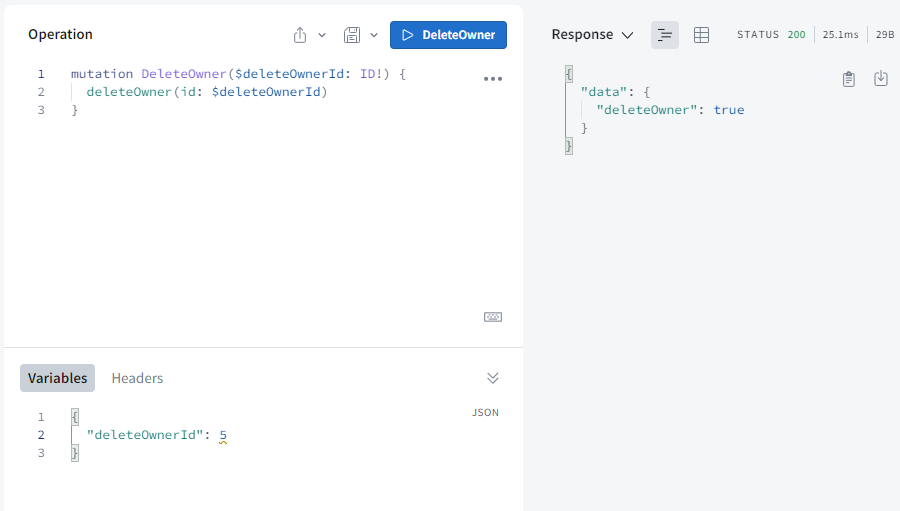 Operation
DeleteOwner
1 mutation DeleteOwner($deleteOwnerId: ID!) {
2 deleteOwner(id: $deleteOwnerId)
3 }
Variables Headers
JSON
1 {
2 "deleteOwnerId": 5
3 }
Response STATUS 200 25.1ms 29B
{
"data": {
"deleteOwner": true
}
}